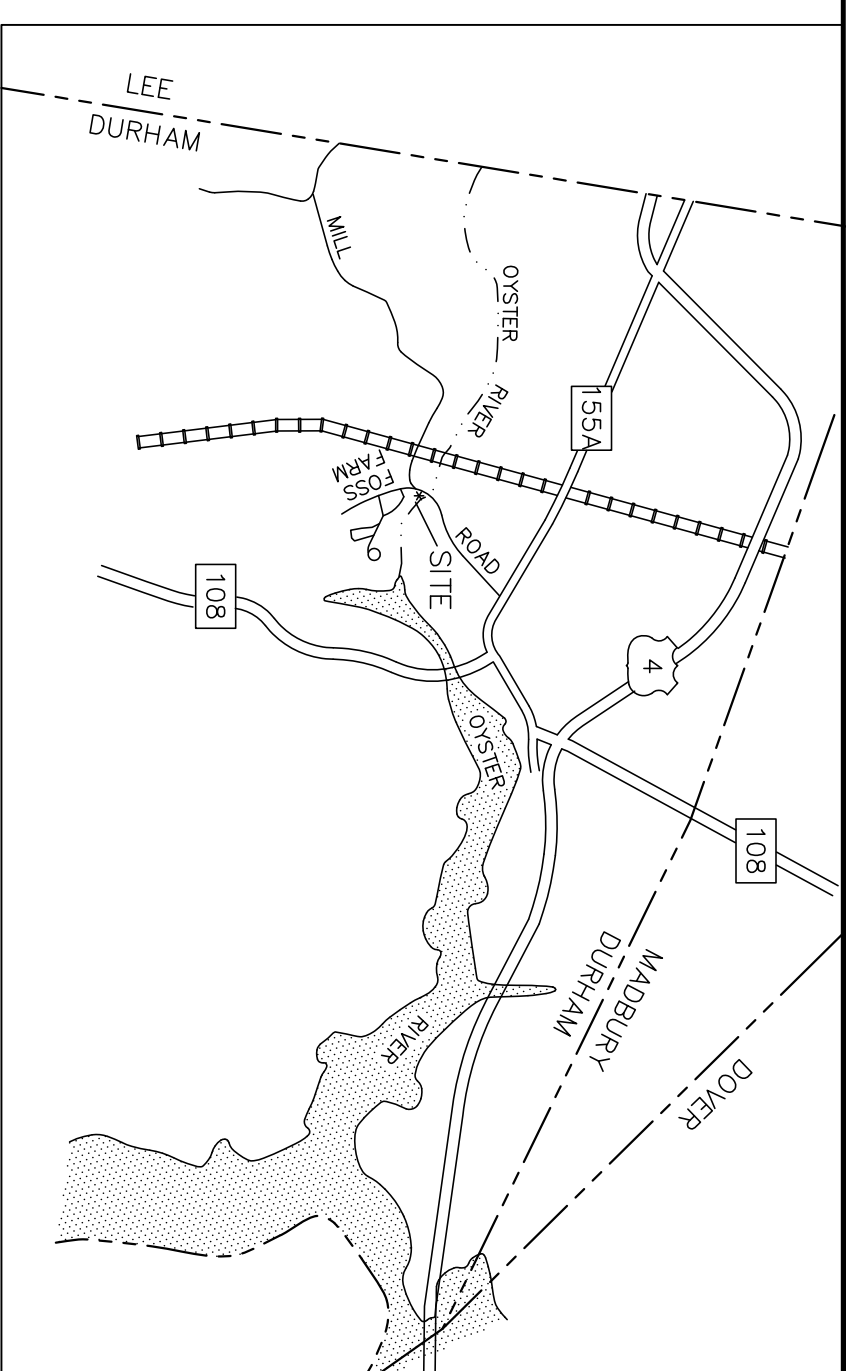 LEE
DURHAM
MILL
OYSTER
RIVER
155A
FOSS
FARM
ROAD
SITE
108
4
OYSTER
108
MADBURY
DURHAM
RIVER
DOVER